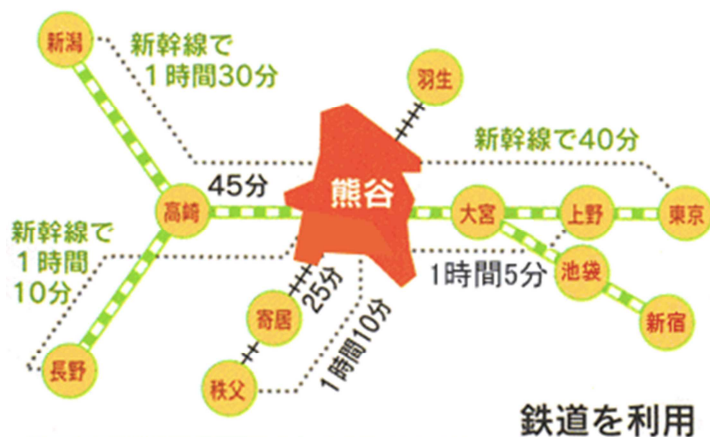 新潟
新幹線で
1時間30分
羽生
新幹線で40分
45分
熊谷
高崎
大宮
上野
東京
新幹線で
1時間
10分
1時間5分
池袋
25分
寄居
新宿
長野
1時間10分
秩父
鉄道を利用